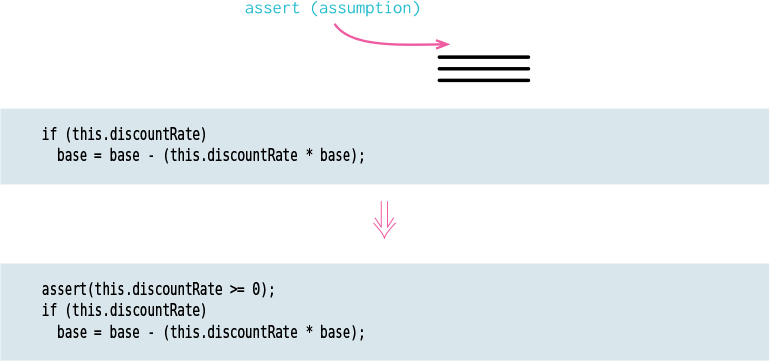 assert (assumption)
if (this.discountRate)
base = base - (this.discountRate * base);
assert(this.discountRate >= 0);
if (this.discountRate)
base = base - (this.discountRate * base);